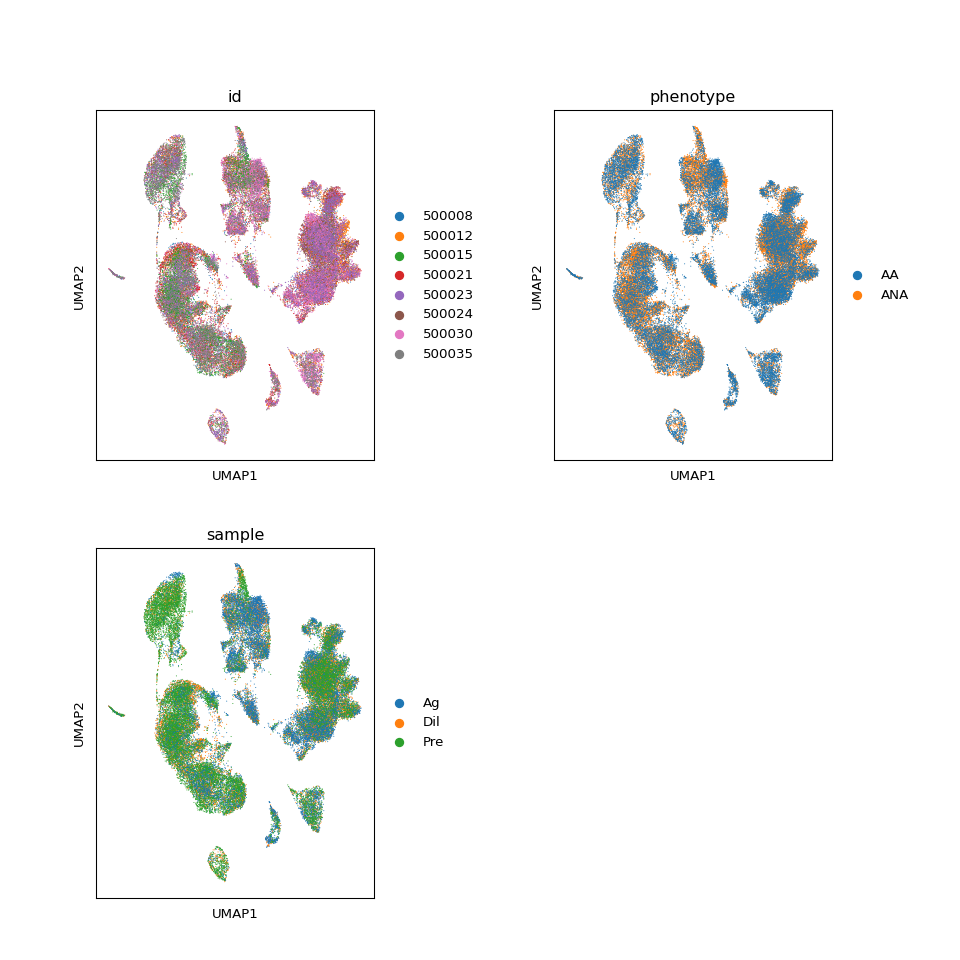 id
UMAP2
UMAP1
500008
500012
500015
500021
500023
500024
500030
500035
phenotype
UMAP2
UMAP1
AA
ANA
sample
UMAP2
UMAP1
Ag
Dil
Pre